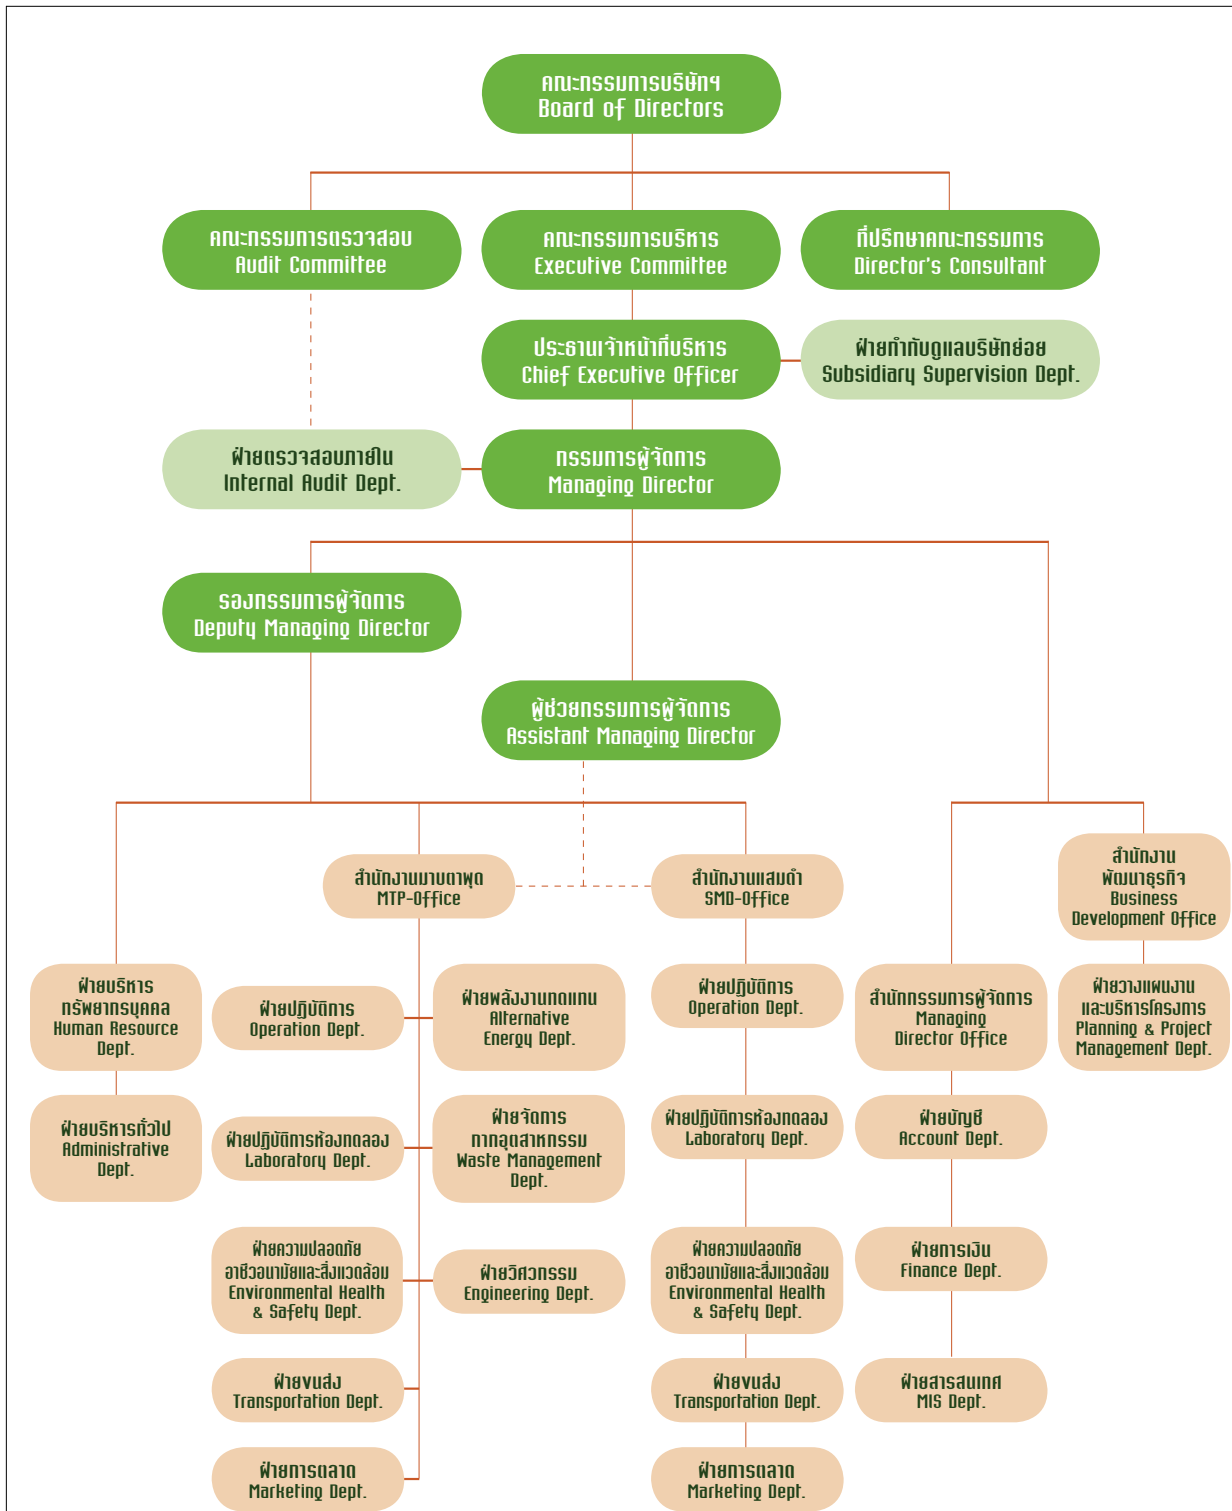 คณะกรรมการบริษัทฯ
Board of Directors
คณะกรรมการตรวจสอบ
Audit Committee
คณะกรรมการบริหาร
Executive Committee
ที่ปรึกษาคณะกรรมการ
Director's Consultant
ประธานเจ้าหน้าที่บริหาร
Chief Executive Officer
ฝ่ายกำกับดูแลบริษัทย่อย
Subsidiary Supervision Dept.
ฝ่ายตรวจสอบภายใน
Internal Audit Dept.
กรรมการผู้จัดการ
Managing Director
รองกรรมการผู้จัดการ
Deputy Managing Director
ผู้ช่วยกรรมการผู้จัดการ
Assistant Managing Director
สำนักงานมาบตาพุด
MTP-Office
สำนักงานแสมดำ
SMD-Office
สำนักงาน
พัฒนาธุรกิจ
Business
Development Office
ฝ่ายบริหาร
ทรัพยากรบุคคล
Human Resource
Dept.
ฝ่ายปฏิบัติการ
Operation Dept.
ฝ่ายพลังงานทดแทน
Alternative
Energy Dept.
ฝ่ายปฏิบัติการ
Operation Dept.
สำนักกรรมการผู้จัดการ
Managing
Director Office
ฝ่ายวางแผนงาน
และบริหารโครงการ
Planning & Project
Management Dept.
ฝ่ายบริหารทั่วไป
Administrative
Dept.
ฝ่ายปฏิบัติการห้องทดลอง
Laboratory Dept.
ฝ่ายจัดการ
กากอุตสาหกรรม
Waste Management
Dept.
ฝ่ายปฏิบัติการห้องทดลอง
Laboratory Dept.
ฝ่ายบัญชี
Account Dept.
ฝ่ายความปลอดภัย
อาชีวอนามัยและสิ่งแวดล้อม
Environmental Health
& Safety Dept.
ฝ่ายวิศวกรรม
Engineering Dept.
ฝ่ายความปลอดภัย
อาชีวอนามัยและสิ่งแวดล้อม
Environmental Health
& Safety Dept.
ฝ่ายการเงิน
Finance Dept.
ฝ่ายขนส่ง
Transportation Dept.
ฝ่ายขนส่ง
Transportation Dept.
ฝ่ายสารสนเทศ
MIS Dept.
ฝ่ายการตลาด
Marketing Dept.
ฝ่ายการตลาด
Marketing Dept.